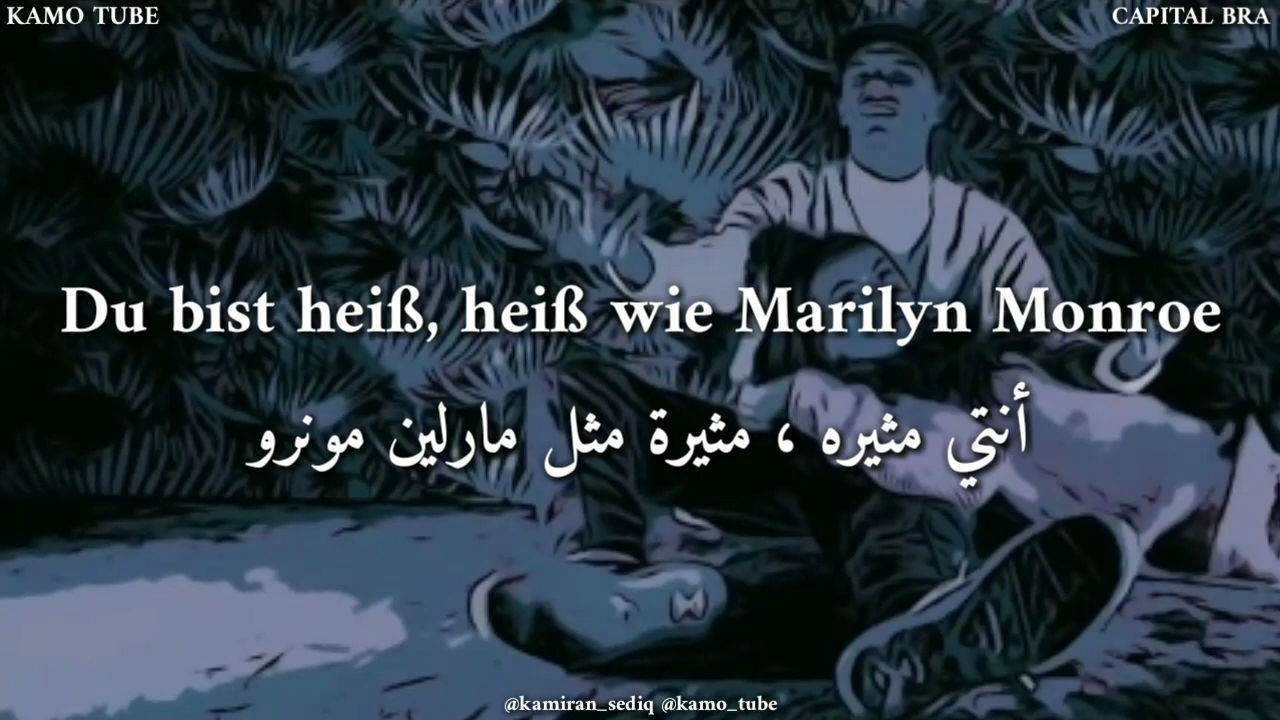 KAMO TUBE
CAPITAL BRA
Du bist heiß, heiß wie Marilyn Monroe
أنتي مثيره ، مثيرة مثل مارلين مونرو
@kamiran_sediq @kamo_tube